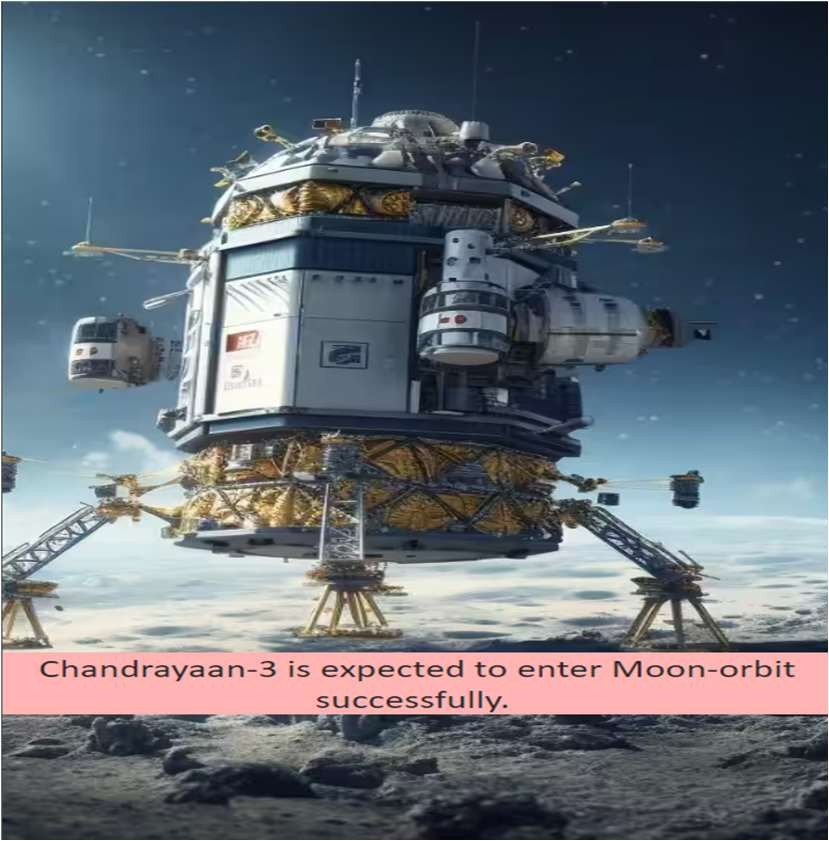 Chandrayaan-3 is expected to enter Moon-orbit
successfully.